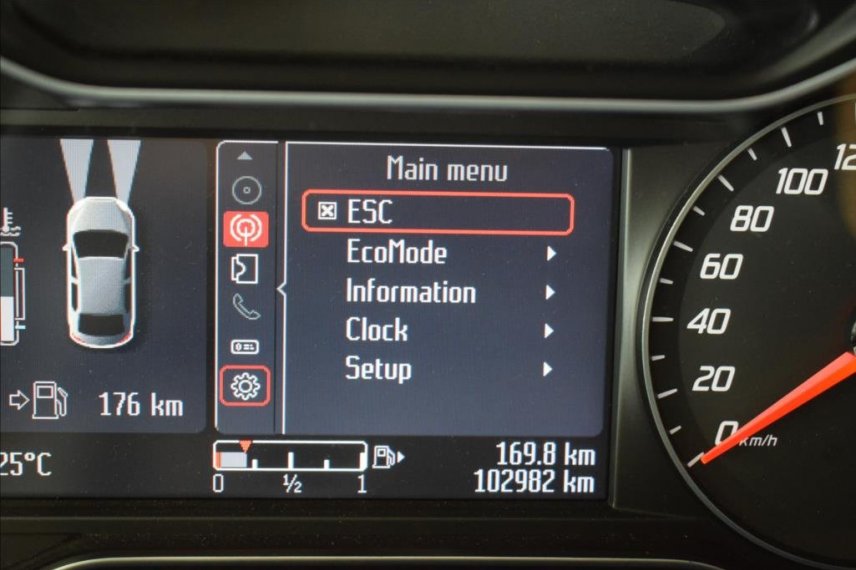 Main menu
ESC
EcoMode
Information
Clock
Setup
176 km
25°C
0 ½ 1
169.8 km
102982 km
0
20
40
60
80
100
km/h